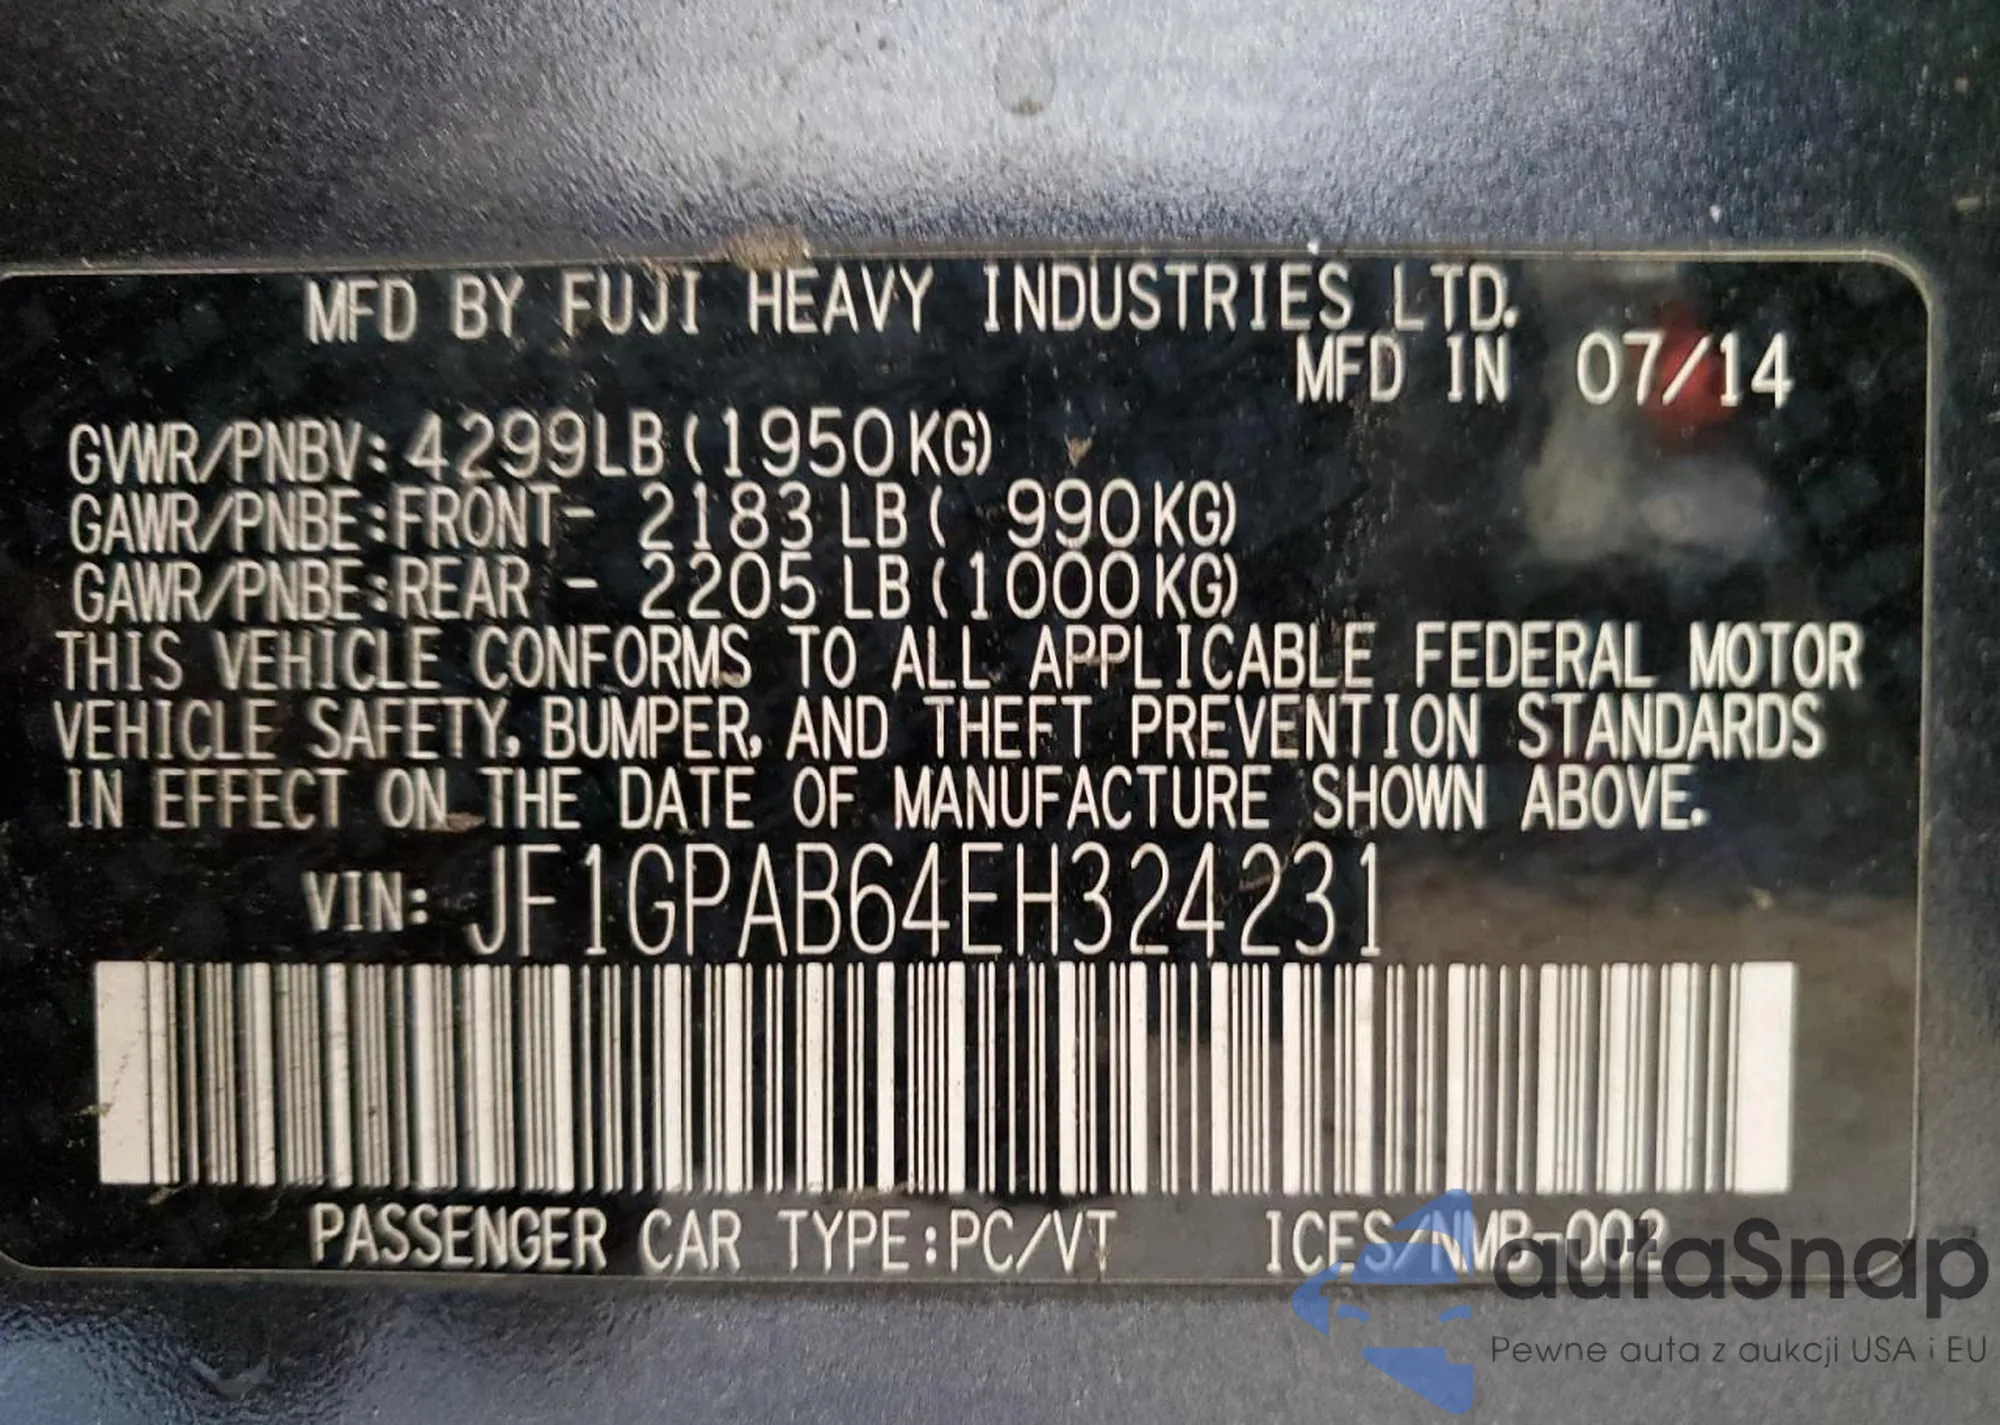 MFD BY FUJI HEAVY INDUSTRIES LTD.
MFD IN 07/14
GVWR/PNBV: 4299LB (1950KG)
GAWR/PNBE:FRONT- 2183 LB ( 990KG)
GAWR/PNBE:REAR - 2205 LB (1000KG)
THIS VEHICLE CONFORMS TO ALL APPLICABLE FEDERAL MOTOR
VEHICLE SAFETY, BUMPER, AND THEFT PREVENTION STANDARDS
IN EFFECT ON THE DATE OF MANUFACTURE SHOWN ABOVE.
VIN: JF1GPAB64EH324231
PASSENGER CAR TYPE:PC/VT ICES/NMB-002
autaSnap
Pewne auta z aukcji USA i EU